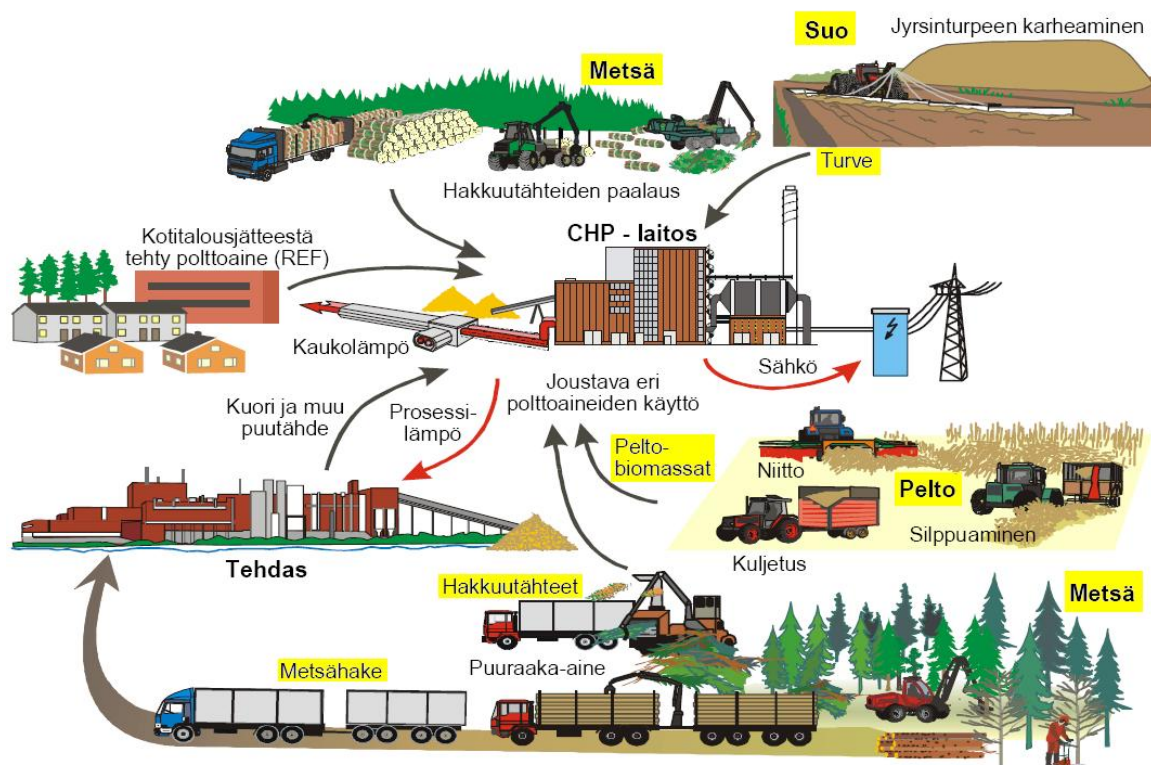 Suo
Jyrsinturpeen karheaminen
Metsä
Turve
Hakkuutähteiden paalaus
CHP - laitos
Kotitalousjätteestä
tehty polttoaine (REF)
Kaukolämpö
Sähkö
Joustava eri
polttoaineiden käyttö
Kuori ja muu
puutähde
Prosessi-
lämpö
Pelto-
biomassat
Niitto
Pelto
Silppuaminen
Kuljetus
Tehdas
Hakkuutähteet
Metsä
Puuraaka-aine
Metsähake